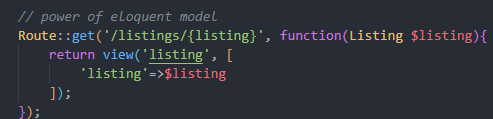 // power of eloquent model
Route::get('/listings/{listing}', function(Listing $listing){
    return view('listing', [
        'listing'=>$listing
    ]);
});